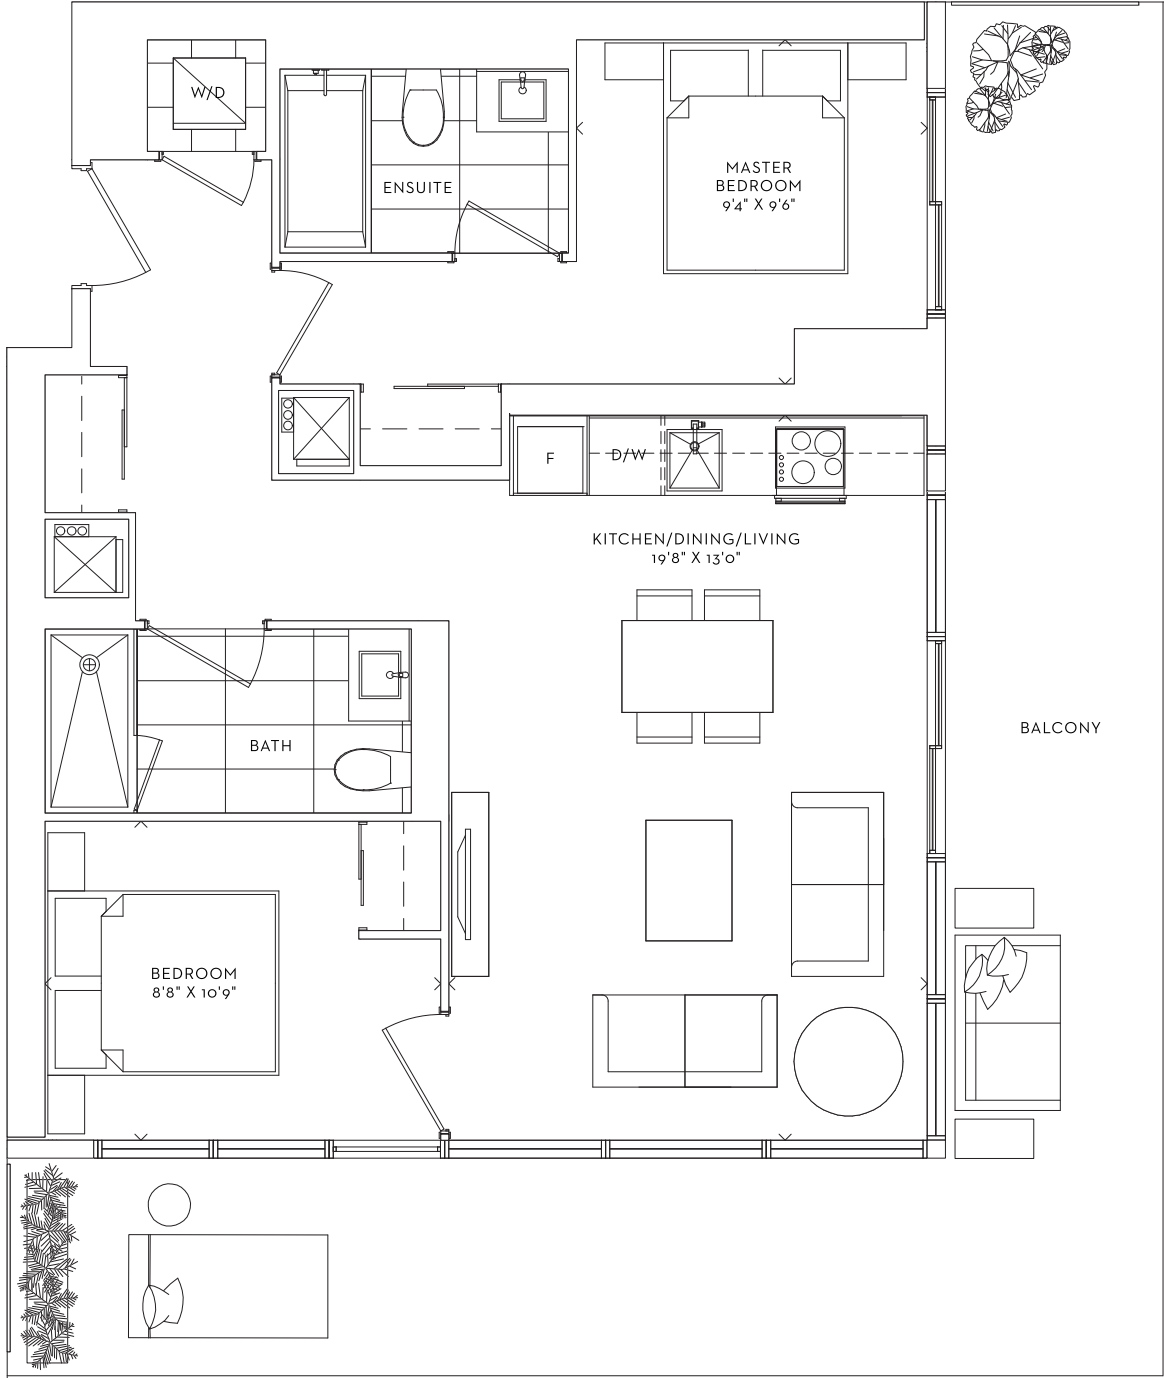 W/D
ENSUITE
MASTER
BEDROOM
9'4" X 9'6"
F
D/W
KITCHEN/DINING/LIVING
19'8" X 13'0"
BALCONY
BATH
BEDROOM
8'8" X 10'9"